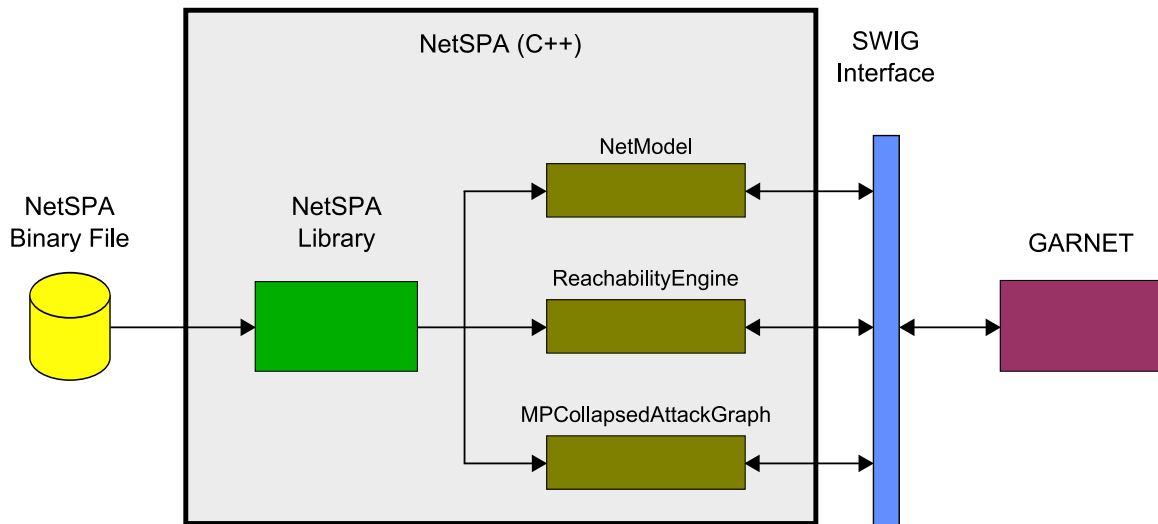 NetSPA (C++)
SWIG
Interface
NetModel
NetSPA
Binary File
NetSPA
Library
GARNET
ReachabilityEngine
MPCollapsedAttackGraph